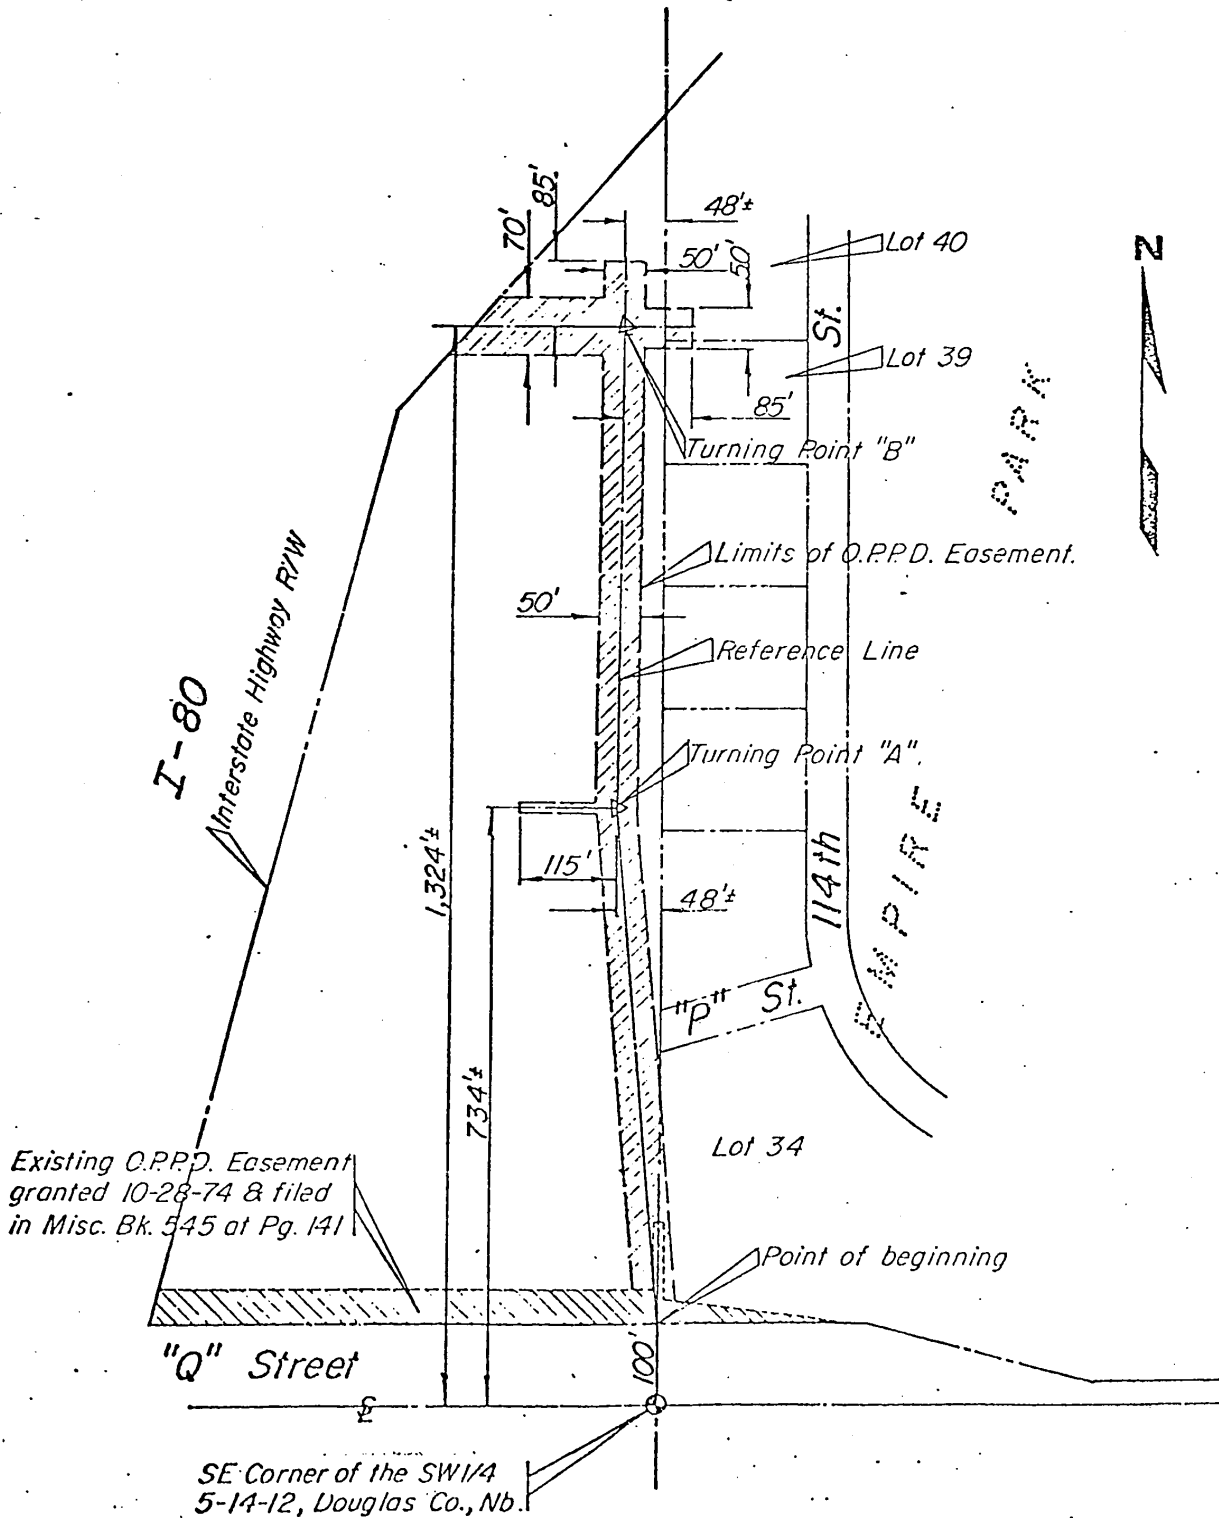 85'
70'
48'±
50'
50'
Lot 40
N
St.
Lot 39
85'
PARK
Turning Point "B"
Limits of O.P.P.D. Easement.
50'
Reference Line
I-80
Interstate Highway R/W
Turning Point "A".
115'
1,324'±
48'±
114th
EMPIRE
"P" St.
734'±
Lot 34
Existing O.P.P.D. Easement
granted 10-28-74 & filed
in Misc. Bk. 545 at Pg. 141
Point of beginning
"Q" Street
100'
℄
SE Corner of the SW1/4
5-14-12, Douglas Co., Nb.